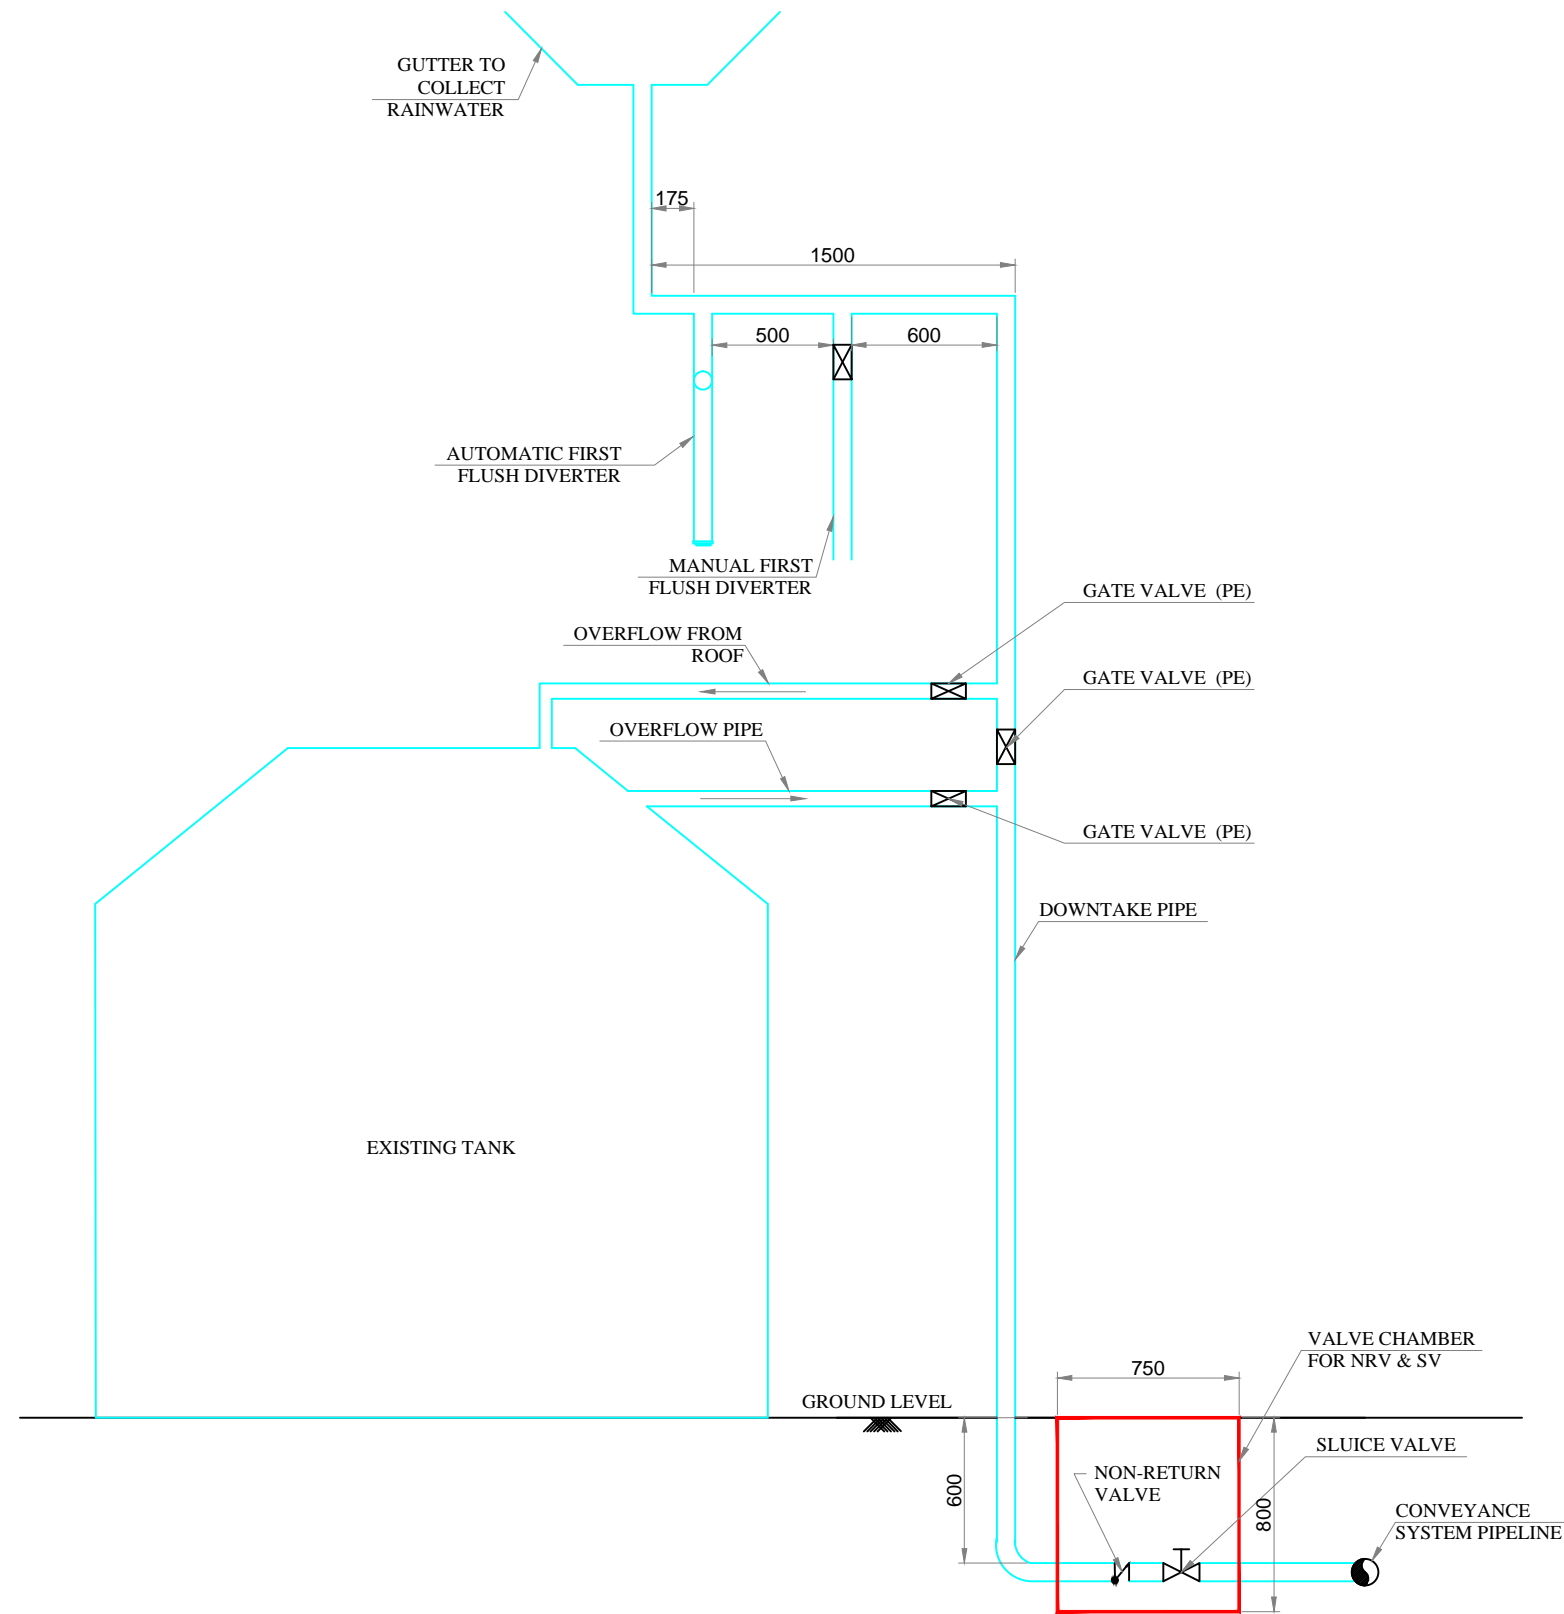 GUTTER TO
COLLECT
RAINWATER
175
1500
500
600
AUTOMATIC FIRST
FLUSH DIVERTER
MANUAL FIRST
FLUSH DIVERTER
GATE VALVE (PE)
OVERFLOW FROM
ROOF
GATE VALVE (PE)
OVERFLOW PIPE
GATE VALVE (PE)
DOWNTAKE PIPE
EXISTING TANK
VALVE CHAMBER
FOR NRV & SV
750
GROUND LEVEL
SLUICE VALVE
NON-RETURN
VALVE
600
800
CONVEYANCE
SYSTEM PIPELINE